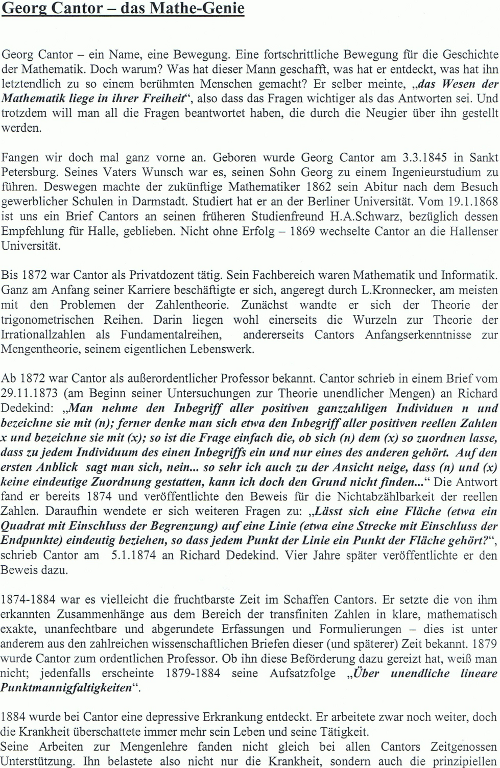 Georg Cantor – das Mathe-Genie
Georg Cantor – ein Name, eine Bewegung. Eine fortschrittliche Bewegung für die Geschichte
der Mathematik. Doch warum? Was hat dieser Mann geschafft, was hat er entdeckt, was hat ihn
letztendlich zu so einem berühmten Menschen gemacht? Er selber meinte, „das Wesen der
Mathematik liege in ihrer Freiheit“, also dass das Fragen wichtiger als das Antworten sei. Und
trotzdem will man all die Fragen beantwortet haben, die durch die Neugier über ihn gestellt
werden.
Fangen wir doch mal ganz vorne an. Geboren wurde Georg Cantor am 3.3.1845 in Sankt
Petersburg. Seines Vaters Wunsch war es, seinen Sohn Georg zu einem Ingenieurstudium zu
führen. Deswegen machte der zukünftige Mathematiker 1862 sein Abitur nach dem Besuch
gewerblicher Schulen in Darmstadt. Studiert hat er an der Berliner Universität. Vom 19.1.1868
ist uns ein Brief Cantors an seinen früheren Studienfreund H.A.Schwarz, bezüglich dessen
Empfehlung für Halle, geblieben. Nicht ohne Erfolg – 1869 wechselte Cantor an die Hallenser
Universität.
Bis 1872 war Cantor als Privatdozent tätig. Sein Fachbereich waren Mathematik und Informatik.
Ganz am Anfang seiner Karriere beschäftigte er sich, angeregt durch L.Kronnecker, am meisten
mit den Problemen der Zahlentheorie. Zunächst wandte er sich der Theorie der
trigonometrischen Reihen. Darin liegen wohl einerseits die Wurzeln zur Theorie der
Irrationallzahlen als Fundamentalreihen, andererseits Cantors Anfangserkenntnisse zur
Mengentheorie, seinem eigentlichen Lebenswerk.
Ab 1872 war Cantor als außerordentlicher Professor bekannt. Cantor schrieb in einem Brief vom
29.11.1873 (am Beginn seiner Untersuchungen zur Theorie unendlicher Mengen) an Richard
Dedekind: „Man nehme den Inbegriff aller positiven ganzzahligen Individuen n und
bezeichne sie mit (n); ferner denke man sich etwa den Inbegriff aller positiven reellen Zahlen
x und bezeichne sie mit (x); so ist die Frage einfach die, ob sich (n) dem (x) so zuordnen lasse,
dass zu jedem Individuum des einen Inbegriffs ein und nur eines des anderen gehört. Auf den
ersten Anblick sagt man sich, nein... so sehr ich auch zu der Ansicht neige, dass (n) und (x)
keine eindeutige Zuordnung gestatten, kann ich doch den Grund nicht finden...“ Die Antwort
fand er bereits 1874 und veröffentlichte den Beweis für die Nichtabzählbarkeit der reellen
Zahlen. Daraufhin wendete er sich weiteren Fragen zu: „Lässt sich eine Fläche (etwa ein
Quadrat mit Einschluss der Begrenzung) auf eine Linie (etwa eine Strecke mit Einschluss der
Endpunkte) eindeutig beziehen, so dass jedem Punkt der Linie ein Punkt der Fläche gehört?“,
schrieb Cantor am 5.1.1874 an Richard Dedekind. Vier Jahre später veröffentlichte er den
Beweis dazu.
1874-1884 war es vielleicht die fruchtbarste Zeit im Schaffen Cantors. Er setzte die von ihm
erkannten Zusammenhänge aus dem Bereich der transfiniten Zahlen in klare, mathematisch
exakte, unanfechtbare und abgerundete Erfassungen und Formulierungen – dies ist unter
anderem aus den zahlreichen wissenschaftlichen Briefen dieser (und späterer) Zeit bekannt. 1879
wurde Cantor zum ordentlichen Professor. Ob ihn diese Beförderung dazu gereizt hat, weiß man
nicht; jedenfalls erscheinte 1879-1884 seine Aufsatzfolge „Über unendliche lineare
Punktmannigfaltigkeiten“.
1884 wurde bei Cantor eine depressive Erkrankung entdeckt. Er arbeitete zwar noch weiter, doch
die Krankheit überschattete immer mehr sein Leben und seine Tätigkeit.
Seine Arbeiten zur Mengenlehre fanden nicht gleich bei allen Cantors Zeitgenossen
Unterstützung. Ihn belastete also nicht nur die Krankheit, sondern auch die prinzipiellen